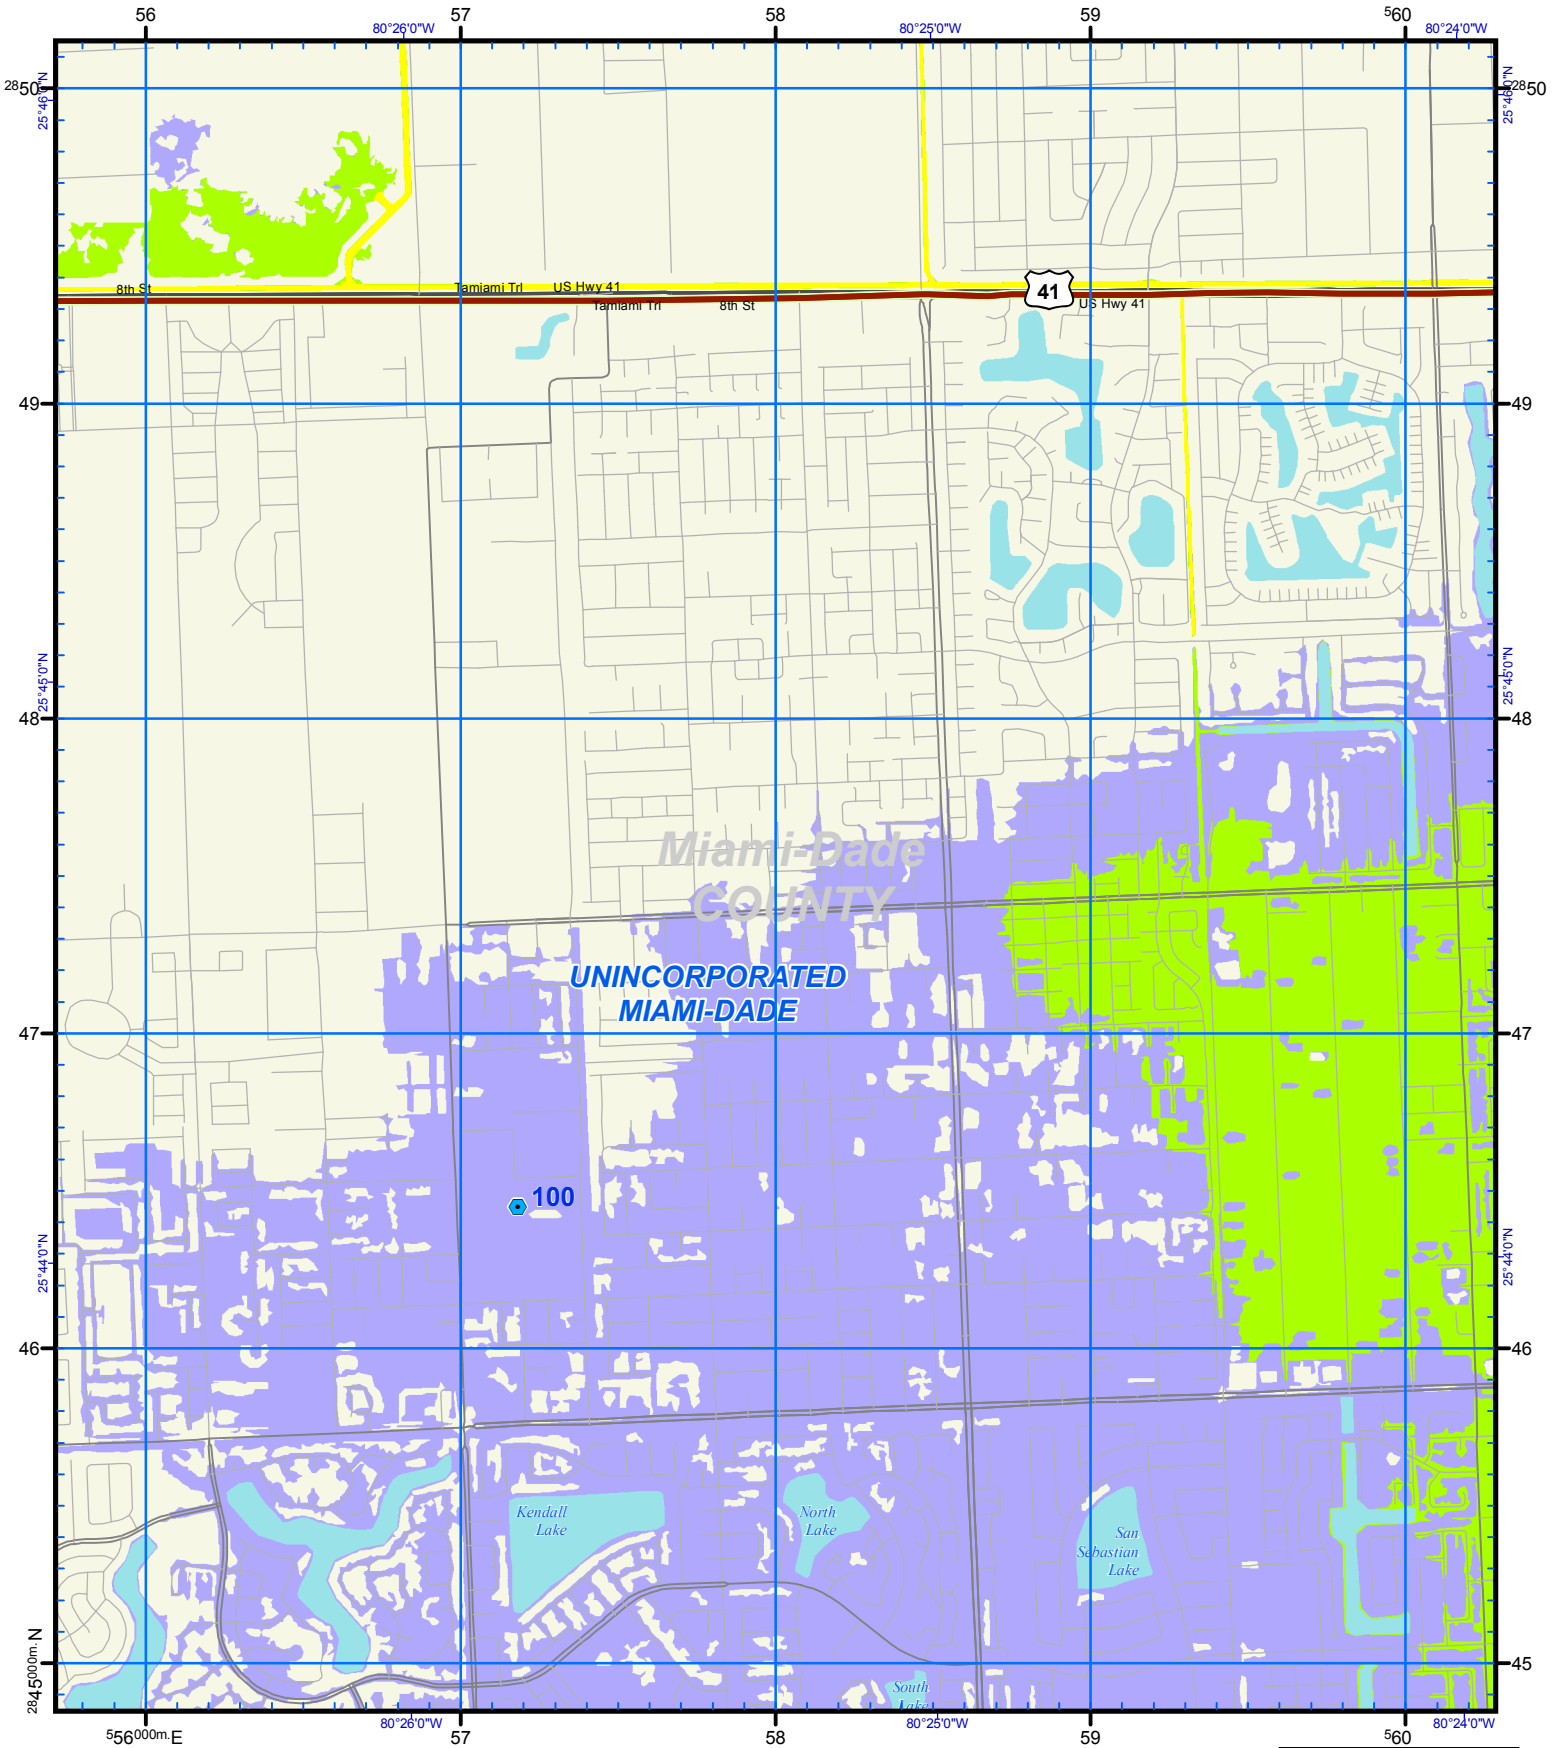 56 57 58 59 560
80°26'0"W 80°25'0"W 80°24'0"W
2850 2850
25°46'0"N 25°46'0"N
8th St Tamiami Trl US Hwy 41
41
Tamiami Trl 8th St US Hwy 41
49 49
25°45'0"N 25°45'0"N
48 48
Miami-Dade
COUNTY
UNINCORPORATED
MIAMI-DADE
47 47
100
25°44'0"N 25°44'0"N
46 46
Kendall
Lake
North
Lake
San
Sebastian
Lake
2845000m. N 45
South
Lake
80°26'0"W 80°25'0"W 80°24'0"W
556000m. E 57 58 59 560